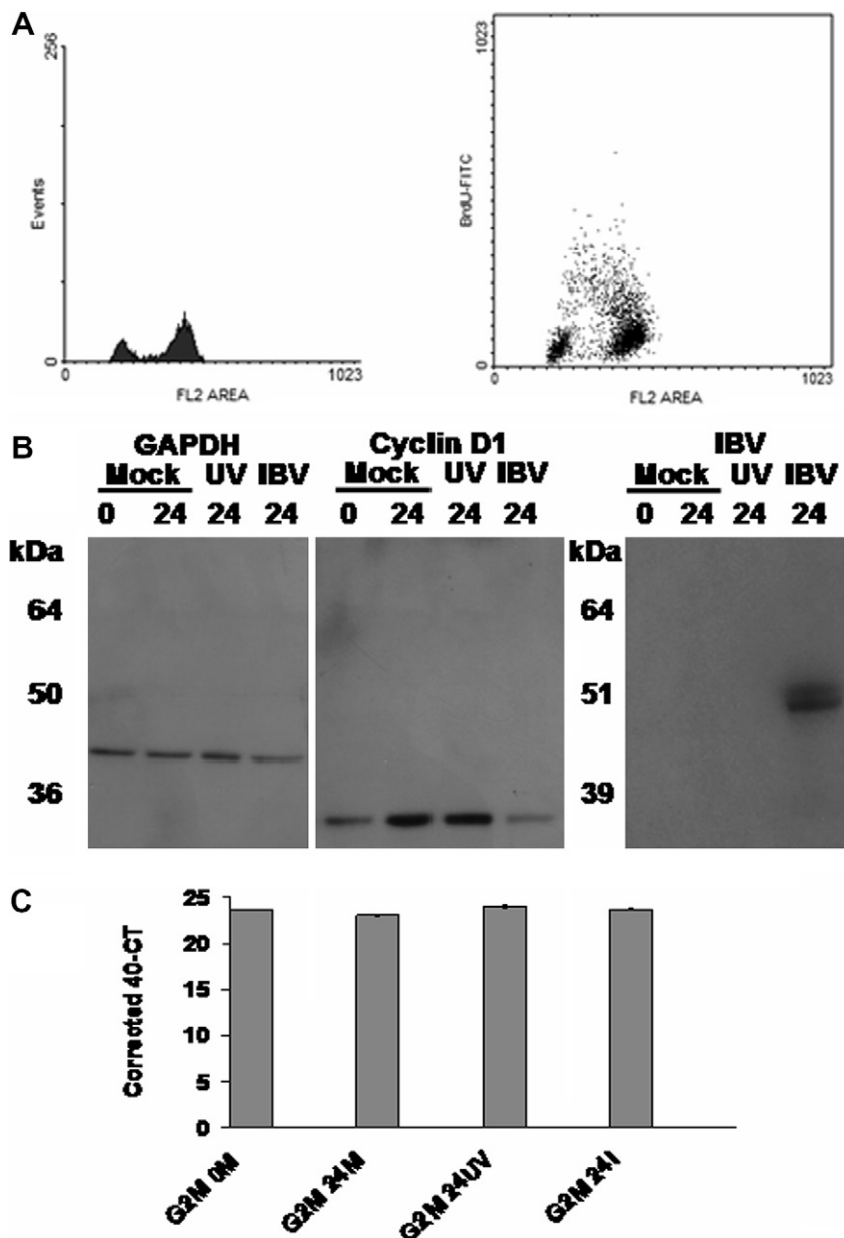 A
256
Events
0
0
1023
FL2 AREA
1023
BrdU-FITC
0
0
1023
FL2 AREA
B
GAPDH
Mock UV IBV
0 24 24 24
kDa
64
50
36
Cyclin D1
Mock UV IBV
0 24 24 24
IBV
Mock UV IBV
0 24 24 24
kDa
64
51
39
C
Corrected 40-CT
25
20
15
10
5
0
G2M 0M
G2M 24M
G2M 24UV
G2M 24I